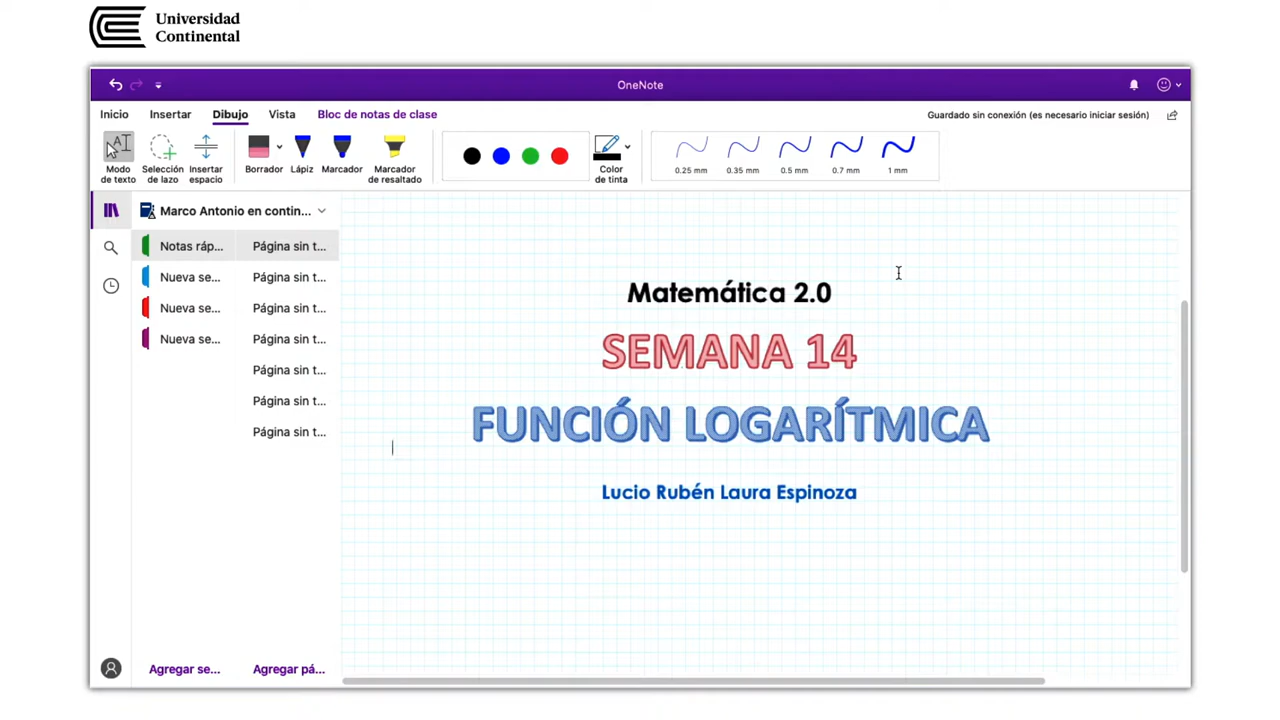 Universidad
Continental
OneNote
Inicio Insertar Dibujo Vista Bloc de notas de clase
Guardado sin conexión (es necesario iniciar sesión)
Modo de texto
Selección de lazo
Insertar espacio
Borrador
Lápiz
Marcador
Marcador de resaltado
Color de tinta
0.25 mm 0.35 mm 0.5 mm 0.7 mm 1 mm
Marco Antonio en contin...
Notas ráp... Página sin t...
Nueva se... Página sin t...
Nueva se... Página sin t...
Nueva se... Página sin t...
Página sin t...
Página sin t...
Página sin t...
Matemática 2.0
SEMANA 14
FUNCIÓN LOGARÍTMICA
Lucio Rubén Laura Espinoza
Agregar se... Agregar pá...